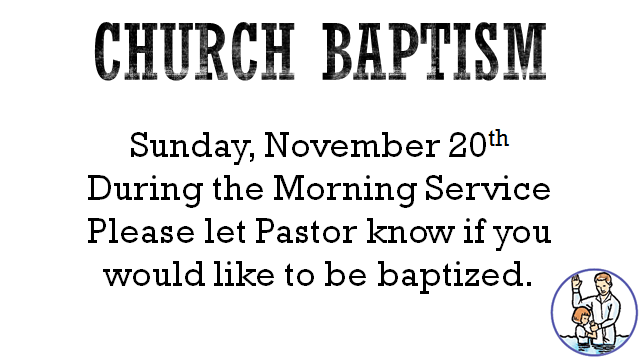 CHURCH BAPTISM
Sunday, November 20th
During the Morning Service
Please let Pastor know if you
would like to be baptized.